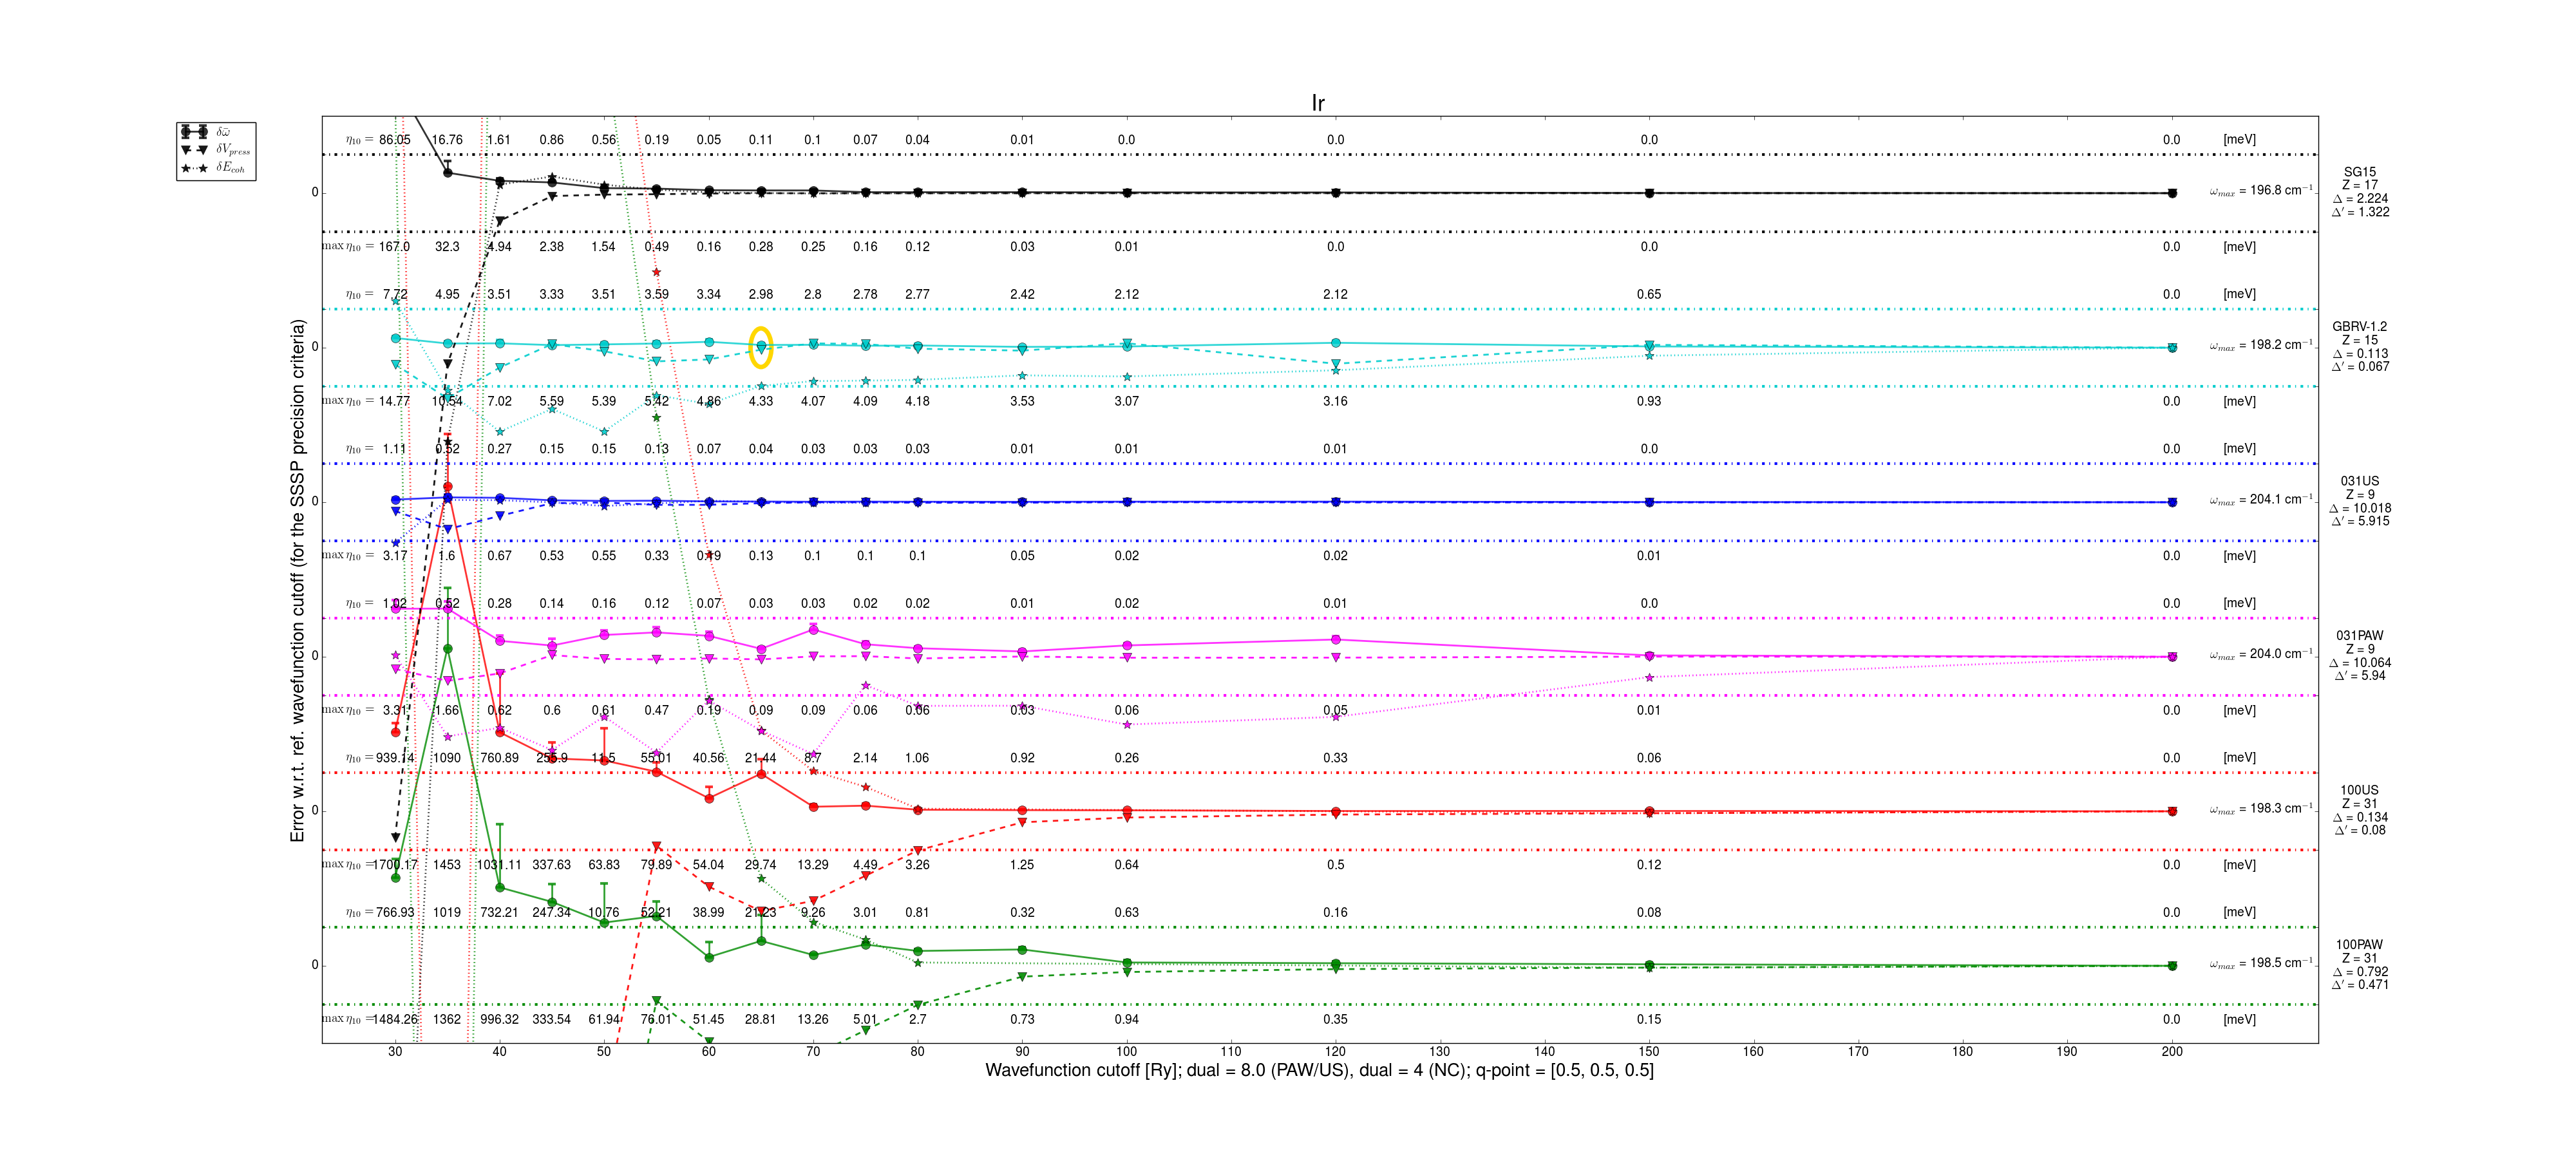 Ir
δω̄
δV_press
δE_coh
η₁₀ = 86.05 16.76 1.61 0.86 0.56 0.19 0.05 0.11 0.1 0.07 0.04 0.01 0.0 0.0 0.0 0.0 [meV]
0
ω_max = 196.8 cm⁻¹
SG15
Z = 17
Δ = 2.224
Δ′ = 1.322
max η₁₀ = 167.0 32.3 4.94 2.38 1.54 0.49 0.16 0.28 0.25 0.16 0.12 0.03 0.01 0.0 0.0 0.0 [meV]
η₁₀ = 7.72 4.95 3.51 3.33 3.51 3.59 3.34 2.98 2.8 2.78 2.77 2.42 2.12 2.12 0.65 0.0 [meV]
0
ω_max = 198.2 cm⁻¹
GBRV-1.2
Z = 15
Δ = 0.113
Δ′ = 0.067
max η₁₀ = 14.77 10.54 7.02 5.59 5.39 5.42 4.86 4.33 4.07 4.09 4.18 3.53 3.07 3.16 0.93 0.0 [meV]
η₁₀ = 1.11 0.52 0.27 0.15 0.15 0.13 0.07 0.04 0.03 0.03 0.03 0.01 0.01 0.01 0.0 0.0 [meV]
0
ω_max = 204.1 cm⁻¹
031US
Z = 9
Δ = 10.018
Δ′ = 5.915
max η₁₀ = 3.17 1.6 0.67 0.53 0.55 0.33 0.19 0.13 0.1 0.1 0.1 0.05 0.02 0.02 0.01 0.0 [meV]
η₁₀ = 1.02 0.52 0.28 0.14 0.16 0.12 0.07 0.03 0.03 0.02 0.02 0.01 0.02 0.01 0.0 0.0 [meV]
0
ω_max = 204.0 cm⁻¹
031PAW
Z = 9
Δ = 10.064
Δ′ = 5.94
max η₁₀ = 3.31 1.66 0.62 0.6 0.61 0.47 0.19 0.09 0.09 0.06 0.06 0.03 0.06 0.05 0.01 0.0 [meV]
η₁₀ = 939.14 1090 760.89 255.9 11.5 55.01 40.56 21.44 8.7 2.14 1.06 0.92 0.26 0.33 0.06 0.0 [meV]
0
ω_max = 198.3 cm⁻¹
100US
Z = 31
Δ = 0.134
Δ′ = 0.08
max η₁₀ = 1700.17 1453 1031.11 337.63 63.83 79.89 54.04 29.74 13.29 4.49 3.26 1.25 0.64 0.5 0.12 0.0 [meV]
η₁₀ = 766.93 1019 732.21 247.34 10.76 52.21 38.99 21.23 9.26 3.01 0.81 0.32 0.63 0.16 0.08 0.0 [meV]
0
ω_max = 198.5 cm⁻¹
100PAW
Z = 31
Δ = 0.792
Δ′ = 0.471
max η₁₀ = 1484.26 1362 996.32 333.54 61.94 76.01 51.45 28.81 13.26 5.01 2.7 0.73 0.94 0.35 0.15 0.0 [meV]
30 40 50 60 70 80 90 100 110 120 130 140 150 160 170 180 190 200
Wavefunction cutoff [Ry]; dual = 8.0 (PAW/US), dual = 4 (NC); q-point = [0.5, 0.5, 0.5]
Error w.r.t. ref. wavefunction cutoff (for the SSSP precision criteria)